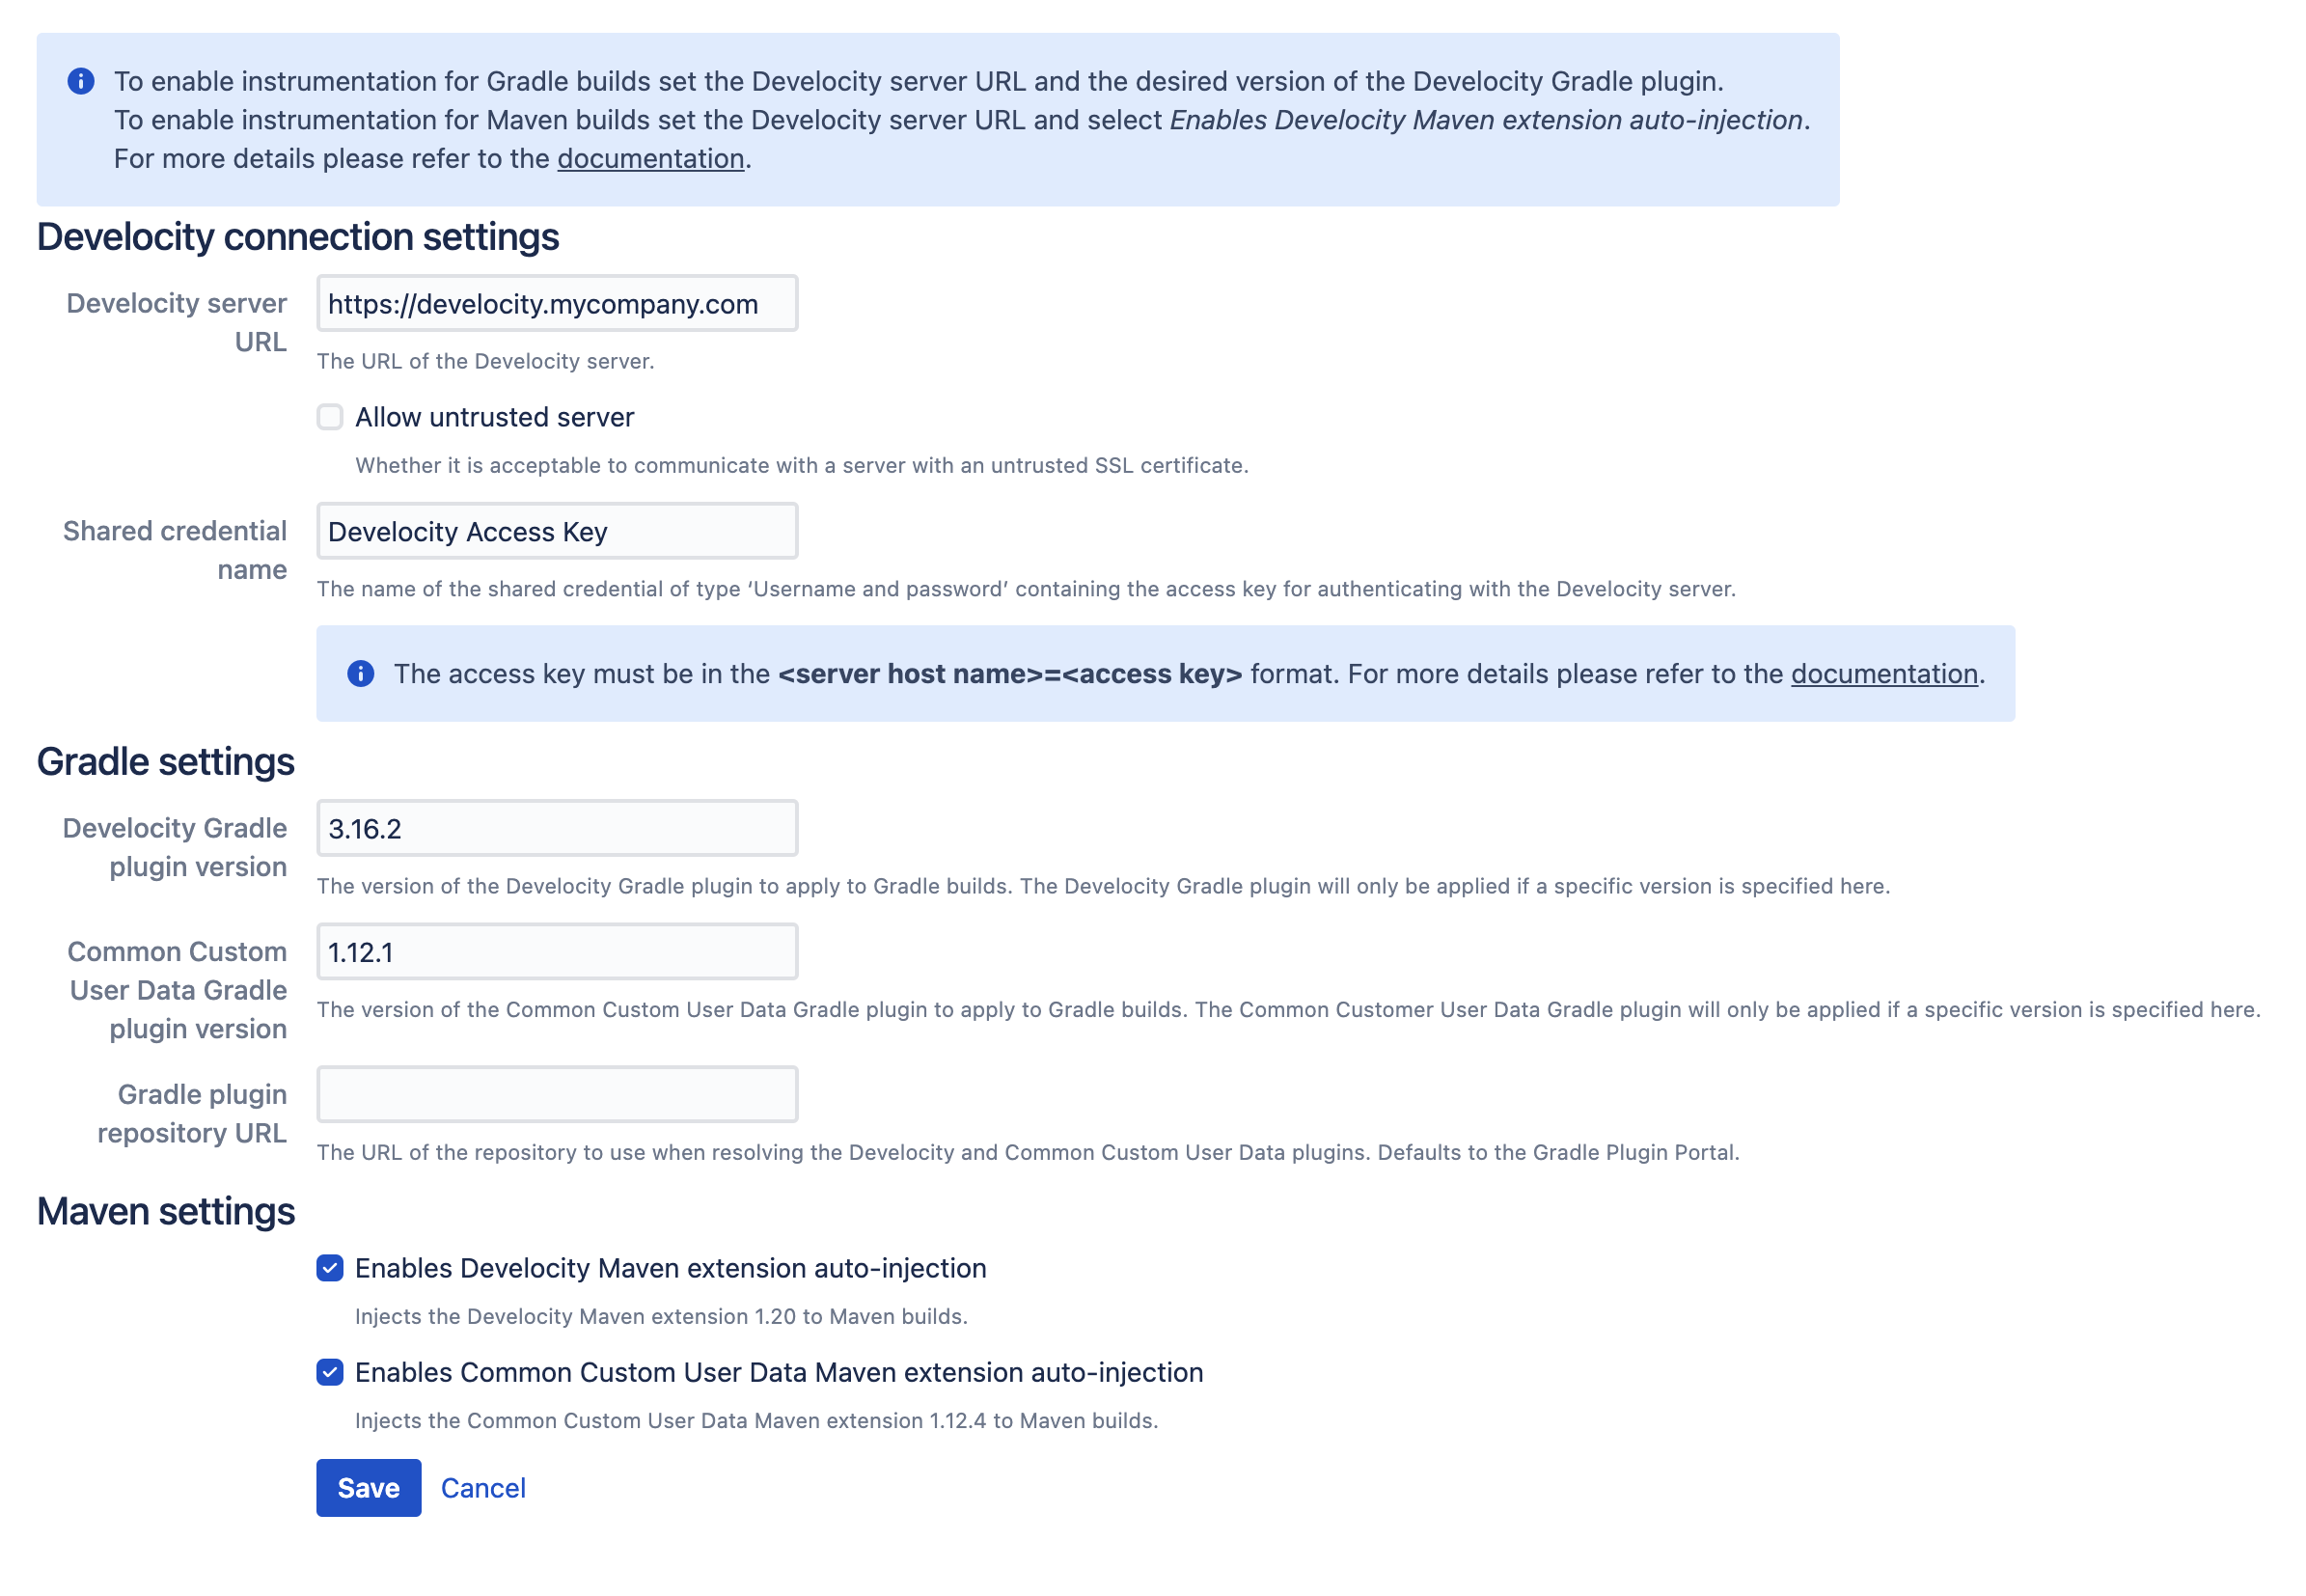 To enable instrumentation for Gradle builds set the Develocity server URL and the desired version of the Develocity Gradle plugin.
To enable instrumentation for Maven builds set the Develocity server URL and select Enables Develocity Maven extension auto-injection.
For more details please refer to the documentation.
Develocity connection settings
Develocity server
URL
https://develocity.mycompany.com
The URL of the Develocity server.
Allow untrusted server
Whether it is acceptable to communicate with a server with an untrusted SSL certificate.
Shared credential
name
Develocity Access Key
The name of the shared credential of type ‘Username and password’ containing the access key for authenticating with the Develocity server.
The access key must be in the <server host name>=<access key> format. For more details please refer to the documentation.
Gradle settings
Develocity Gradle
plugin version
3.16.2
The version of the Develocity Gradle plugin to apply to Gradle builds. The Develocity Gradle plugin will only be applied if a specific version is specified here.
Common Custom
User Data Gradle
plugin version
1.12.1
The version of the Common Custom User Data Gradle plugin to apply to Gradle builds. The Common Customer User Data Gradle plugin will only be applied if a specific version is specified here.
Gradle plugin
repository URL
The URL of the repository to use when resolving the Develocity and Common Custom User Data plugins. Defaults to the Gradle Plugin Portal.
Maven settings
Enables Develocity Maven extension auto-injection
Injects the Develocity Maven extension 1.20 to Maven builds.
Enables Common Custom User Data Maven extension auto-injection
Injects the Common Custom User Data Maven extension 1.12.4 to Maven builds.
Save Cancel